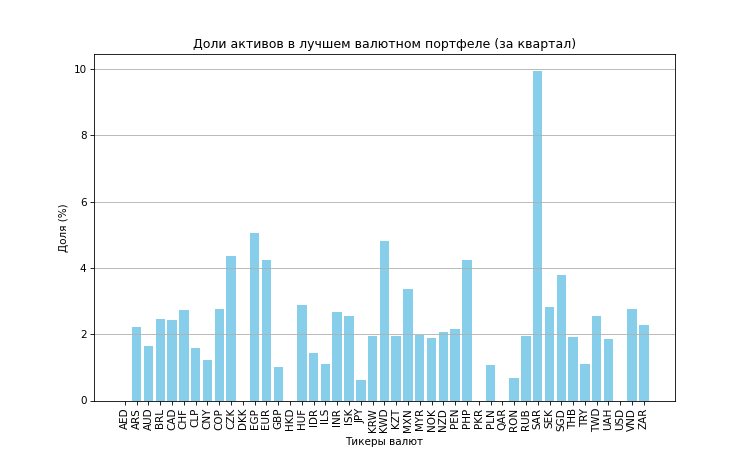 Доли активов в лучшем валютном портфеле (за квартал)
Доля (%)
10
8
6
4
2
0
AED ARS AUD BRL CAD CHF CLP CNY COP CZK DKK EGP EUR GBP HKD HUF IDR ILS INR ISK JPY KRW KWD KZT MXN MYR NOK NZD PEN PHP PKR PLN QAR RON RUB SAR SEK SGD THB TRY TWD UAH USD VND ZAR
Тикеры валют